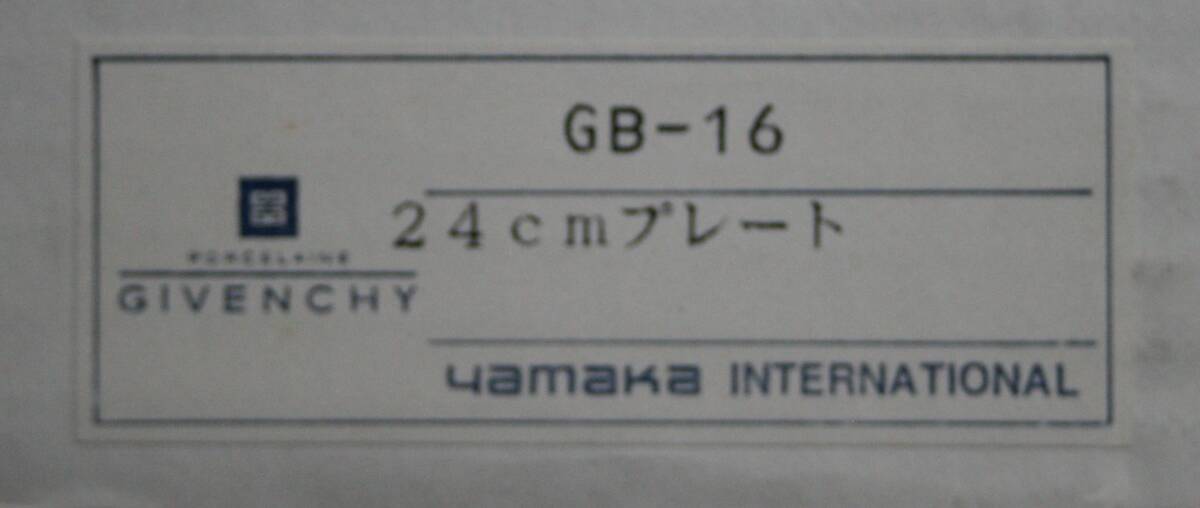 GB-16
24cmプレート
PORCELAINE
GIVENCHY
yamaka INTERNATIONAL